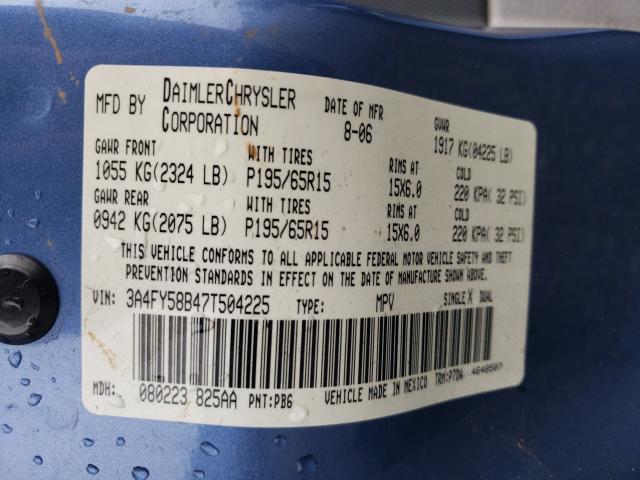 MFD BY DAIMLERCHRYSLER CORPORATION DATE OF MFR 8-06 GVWR 1917 KG(04225 LB)
GAWR FRONT WITH TIRES RIMS AT COLD
1055 KG(2324 LB) P195/65R15 15X6.0 220 KPA( 32 PSI)
GAWR REAR WITH TIRES RIMS AT COLD
0942 KG(2075 LB) P195/65R15 15X6.0 220 KPA( 32 PSI)
THIS VEHICLE CONFORMS TO ALL APPLICABLE FEDERAL MOTOR VEHICLE SAFETY AND THEFT
PREVENTION STANDARDS IN EFFECT ON THE DATE OF MANUFACTURE SHOWN ABOVE.
VIN: 3A4FY58B47T504225 TYPE: MPV SINGLE X DUAL
MDH: 080223 825AA PNT:PB6 VEHICLE MADE IN MEXICO TRM:P7DA 4648507